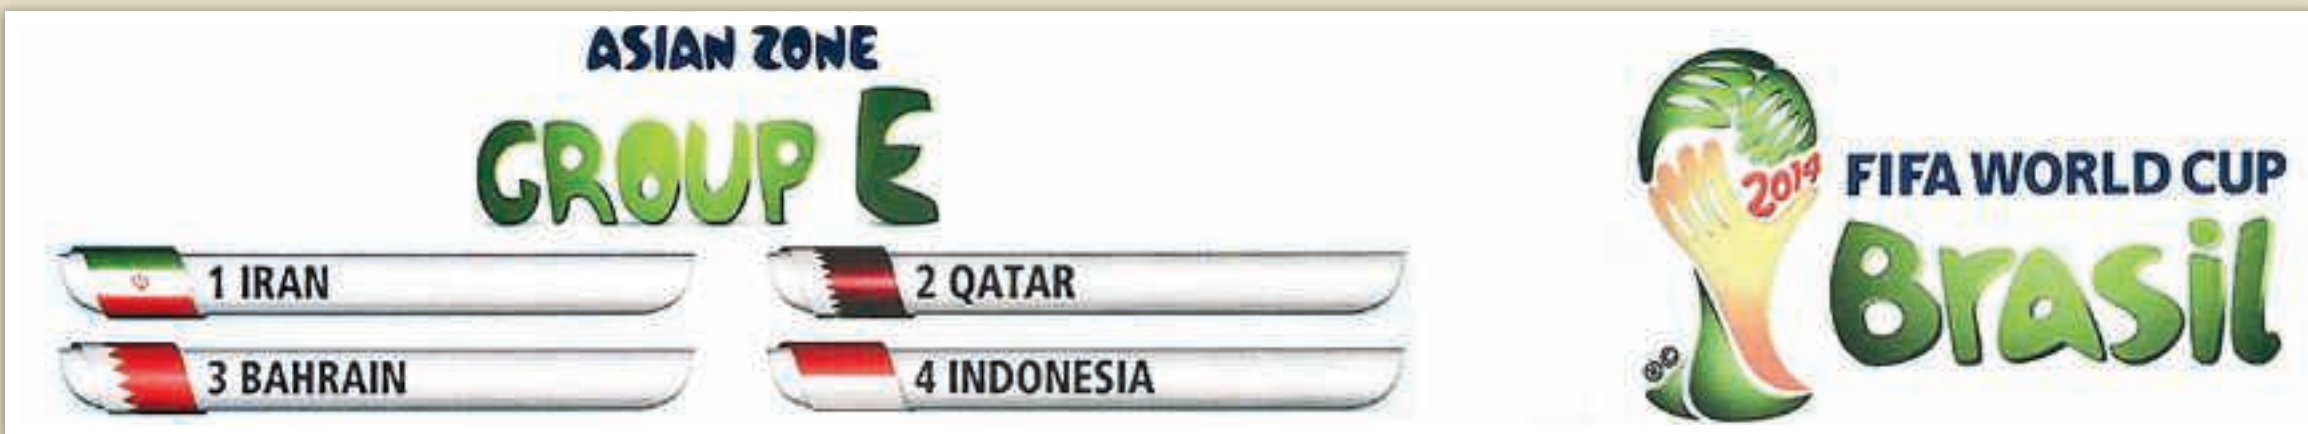 ASIAN ZONE
GROUP E
1 IRAN
2 QATAR
3 BAHRAIN
4 INDONESIA
2014
FIFA WORLD CUP
Brasil
®©